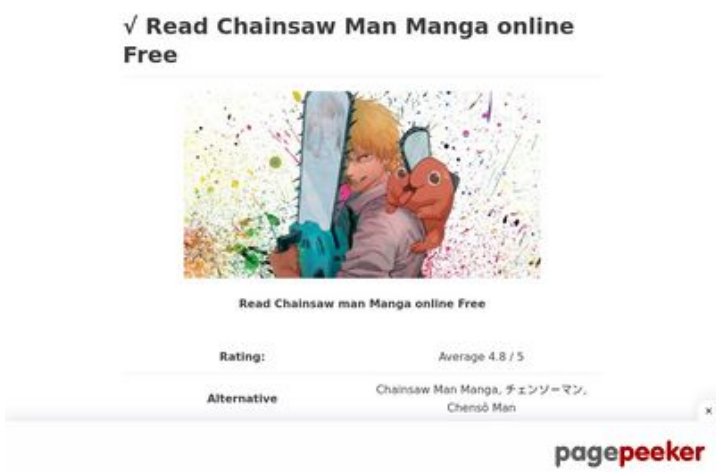 √ Read Chainsaw Man Manga online
Free
Read Chainsaw man Manga online Free
Rating:
Average 4.8 / 5
Alternative
Chainsaw Man Manga, チェンソーマン,
Chensō Man
×
pagepeeker